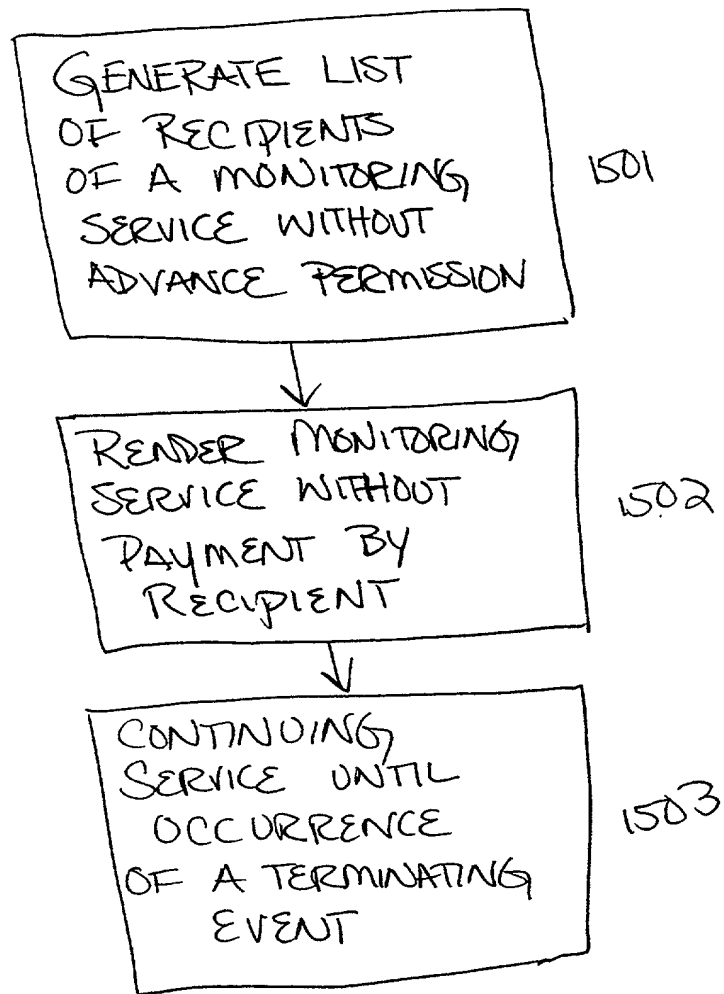 GENERATE LIST
OF RECIPIENTS
OF A MONITORING
SERVICE WITHOUT
ADVANCE PERMISSION
1501
RENDER MONITORING
SERVICE WITHOUT
PAYMENT BY
RECIPIENT
1502
CONTINUING
SERVICE UNTIL
OCCURRENCE
OF A TERMINATING
EVENT
1503